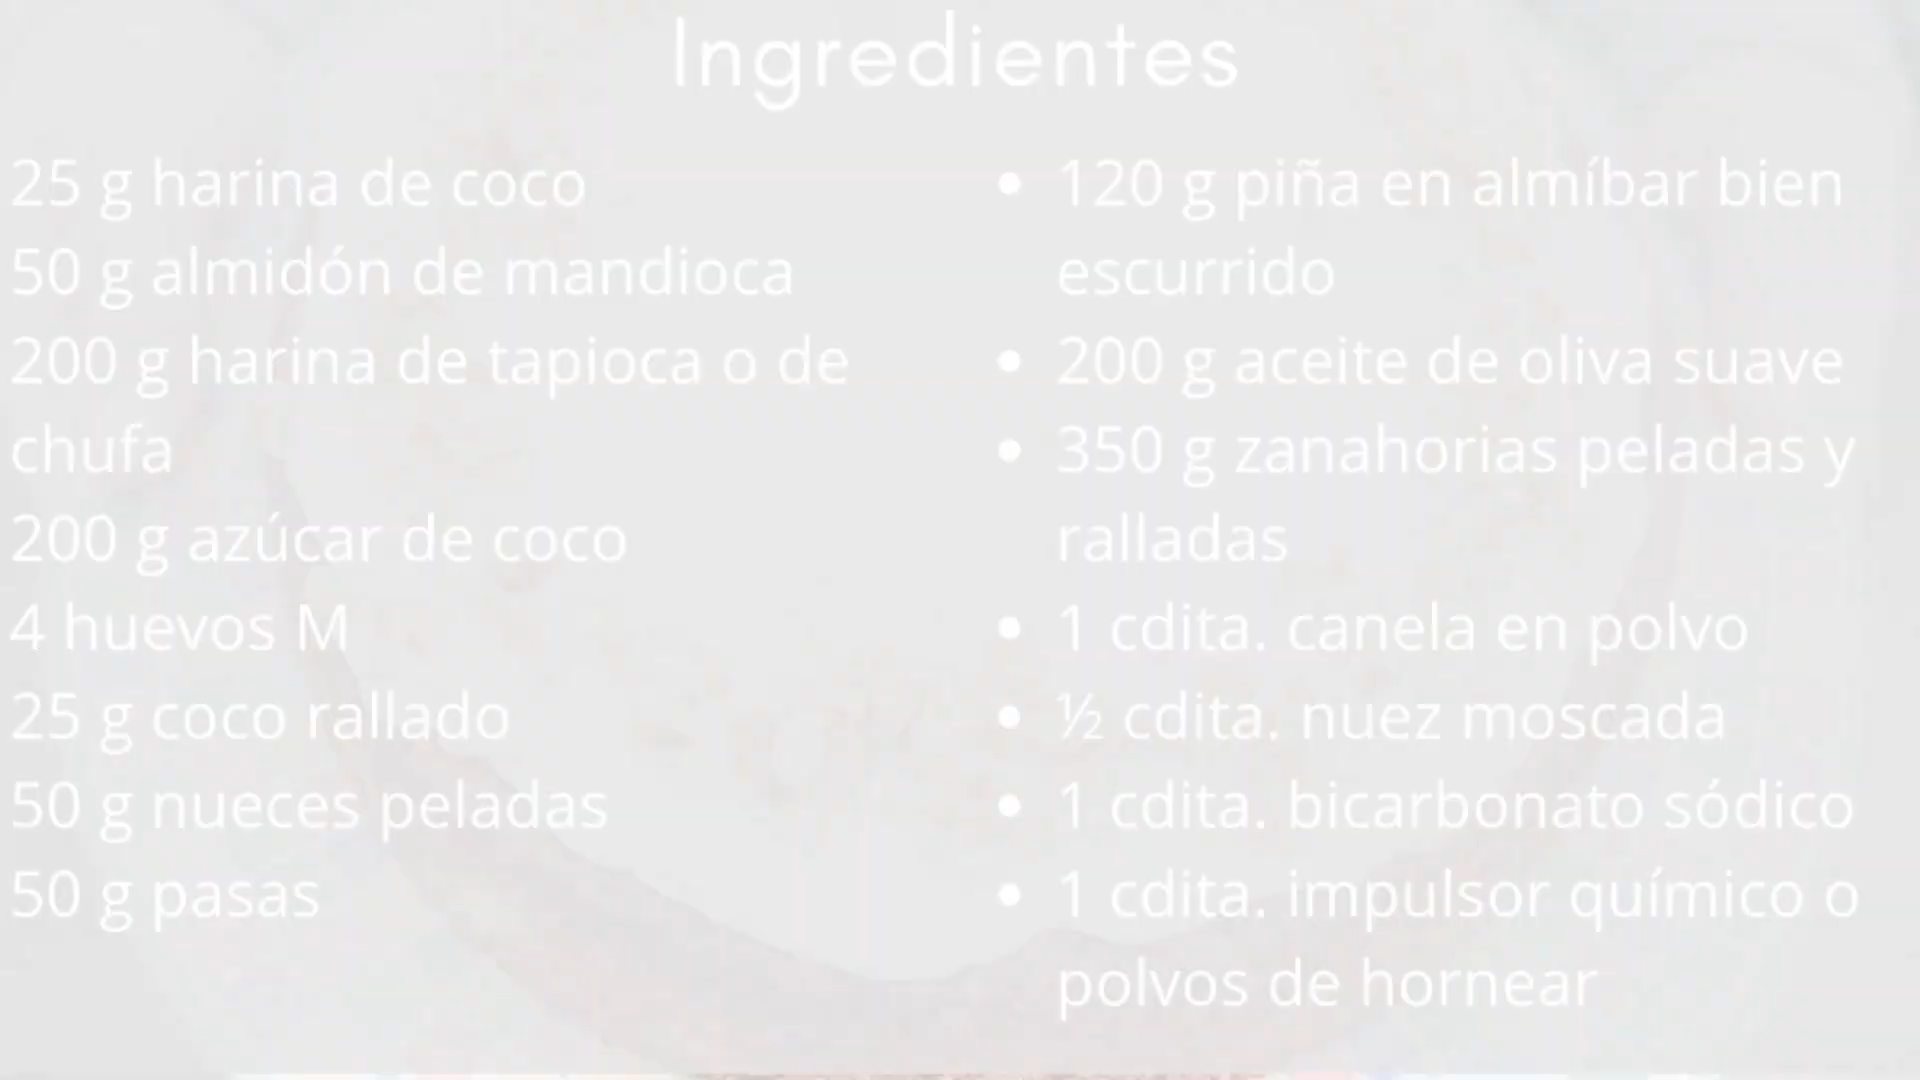 Ingredientes
25 g harina de coco
50 g almidón de mandioca
200 g harina de tapioca o de
chufa
200 g azúcar de coco
4 huevos M
25 g coco rallado
50 g nueces peladas
50 g pasas
• 120 g piña en almíbar bien
escurrido
• 200 g aceite de oliva suave
• 350 g zanahorias peladas y
ralladas
• 1 cdita. canela en polvo
• ½ cdita. nuez moscada
• 1 cdita. bicarbonato sódico
• 1 cdita. impulsor químico o
polvos de hornear